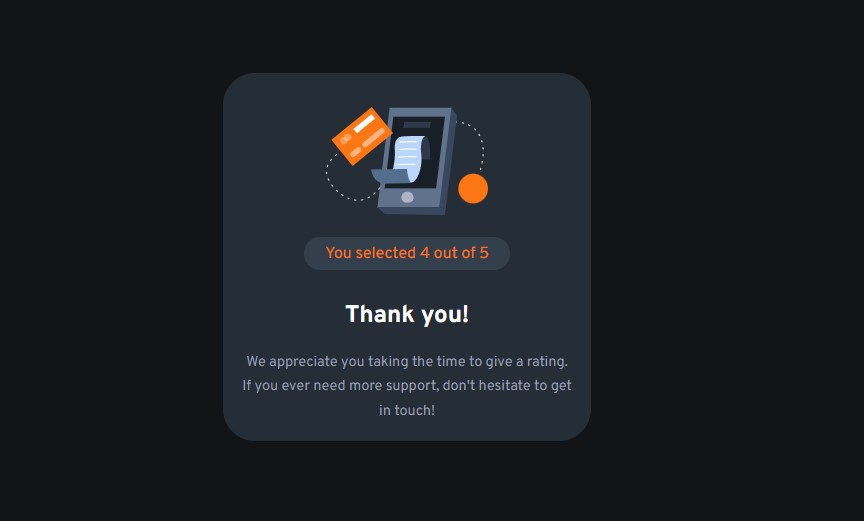 You selected 4 out of 5
Thank you!
We appreciate you taking the time to give a rating.
If you ever need more support, don't hesitate to get
in touch!